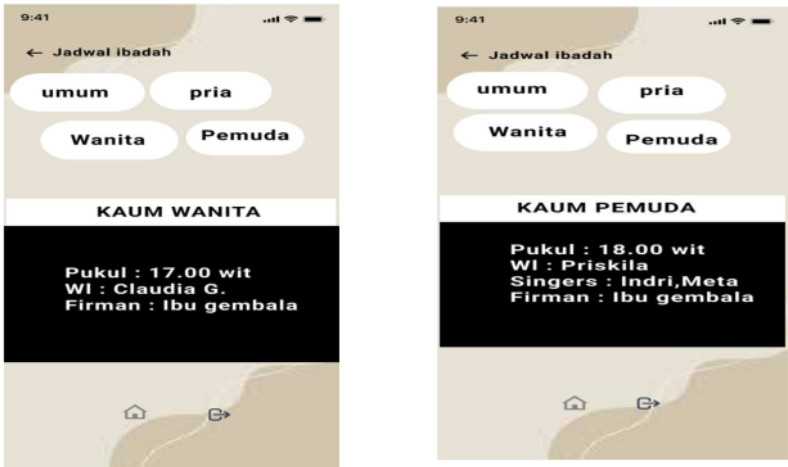 9:41
← Jadwal ibadah
umum pria
Wanita Pemuda
KAUM WANITA
Pukul : 17.00 wit
Wl : Claudia G.
Firman : Ibu gembala
9:41
← Jadwal ibadah
umum pria
Wanita Pemuda
KAUM PEMUDA
Pukul : 18.00 wit
Wl : Priskila
Singers : Indri,Meta
Firman : Ibu gembala